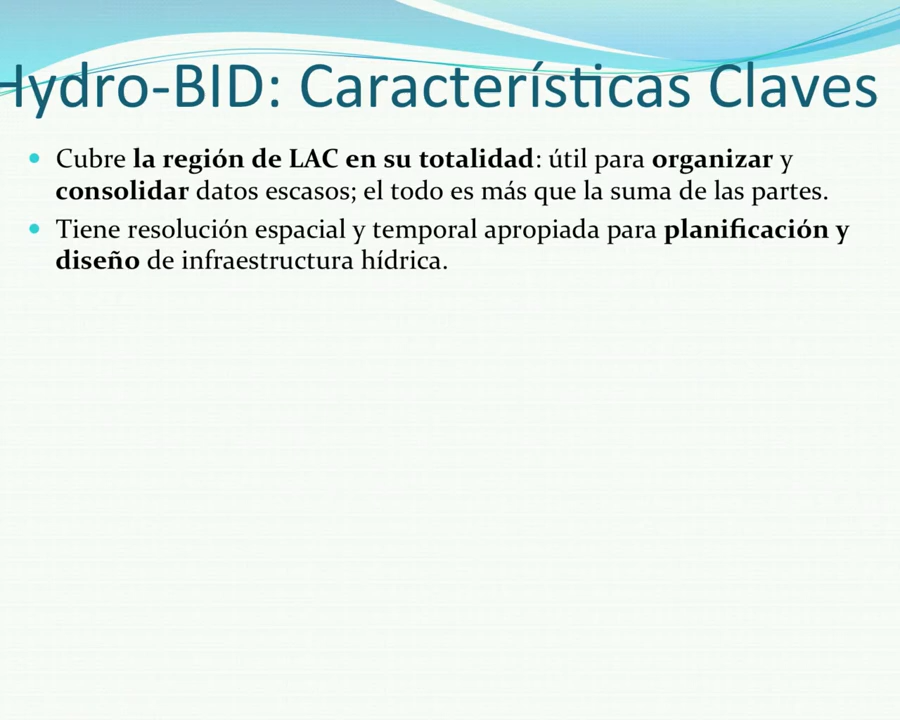 Hydro-BID: Características Claves
• Cubre la región de LAC en su totalidad: útil para organizar y
consolidar datos escasos; el todo es más que la suma de las partes.
• Tiene resolución espacial y temporal apropiada para planificación y
diseño de infraestructura hídrica.